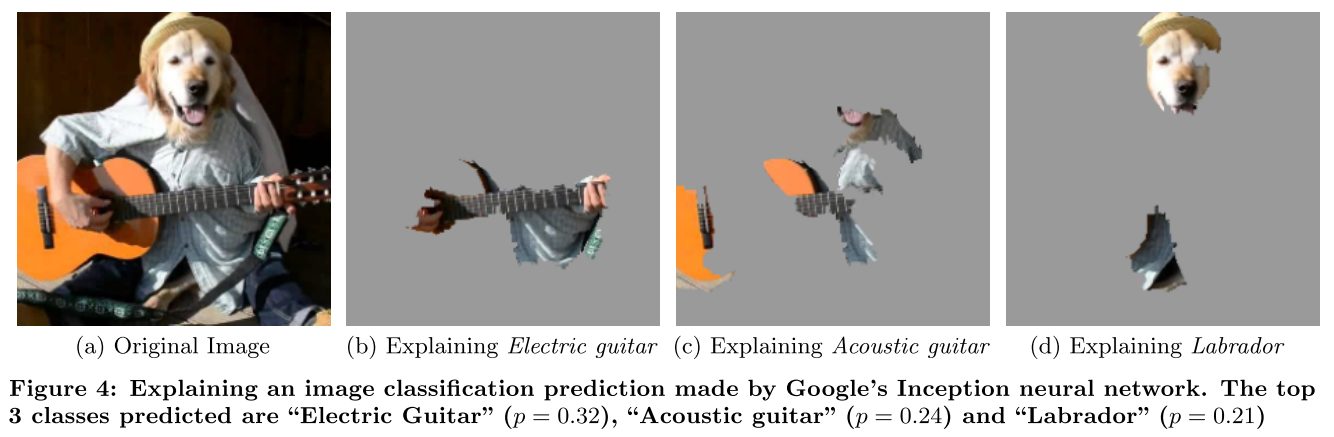 (a) Original Image
(b) Explaining Electric guitar
(c) Explaining Acoustic guitar
(d) Explaining Labrador
Figure 4: Explaining an image classification prediction made by Google's Inception neural network. The top
3 classes predicted are “Electric Guitar” (p = 0.32), “Acoustic guitar” (p = 0.24) and “Labrador” (p = 0.21)